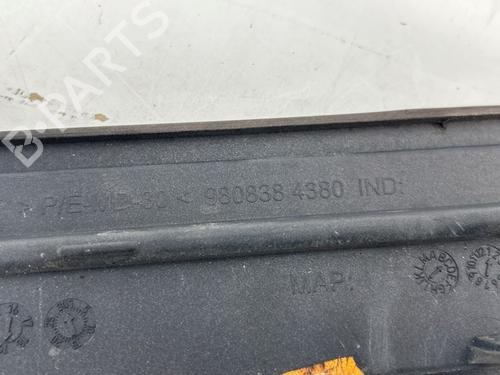 B-PARTS
> P/E-MD-30 < 980838 4380 IND:
MAP: